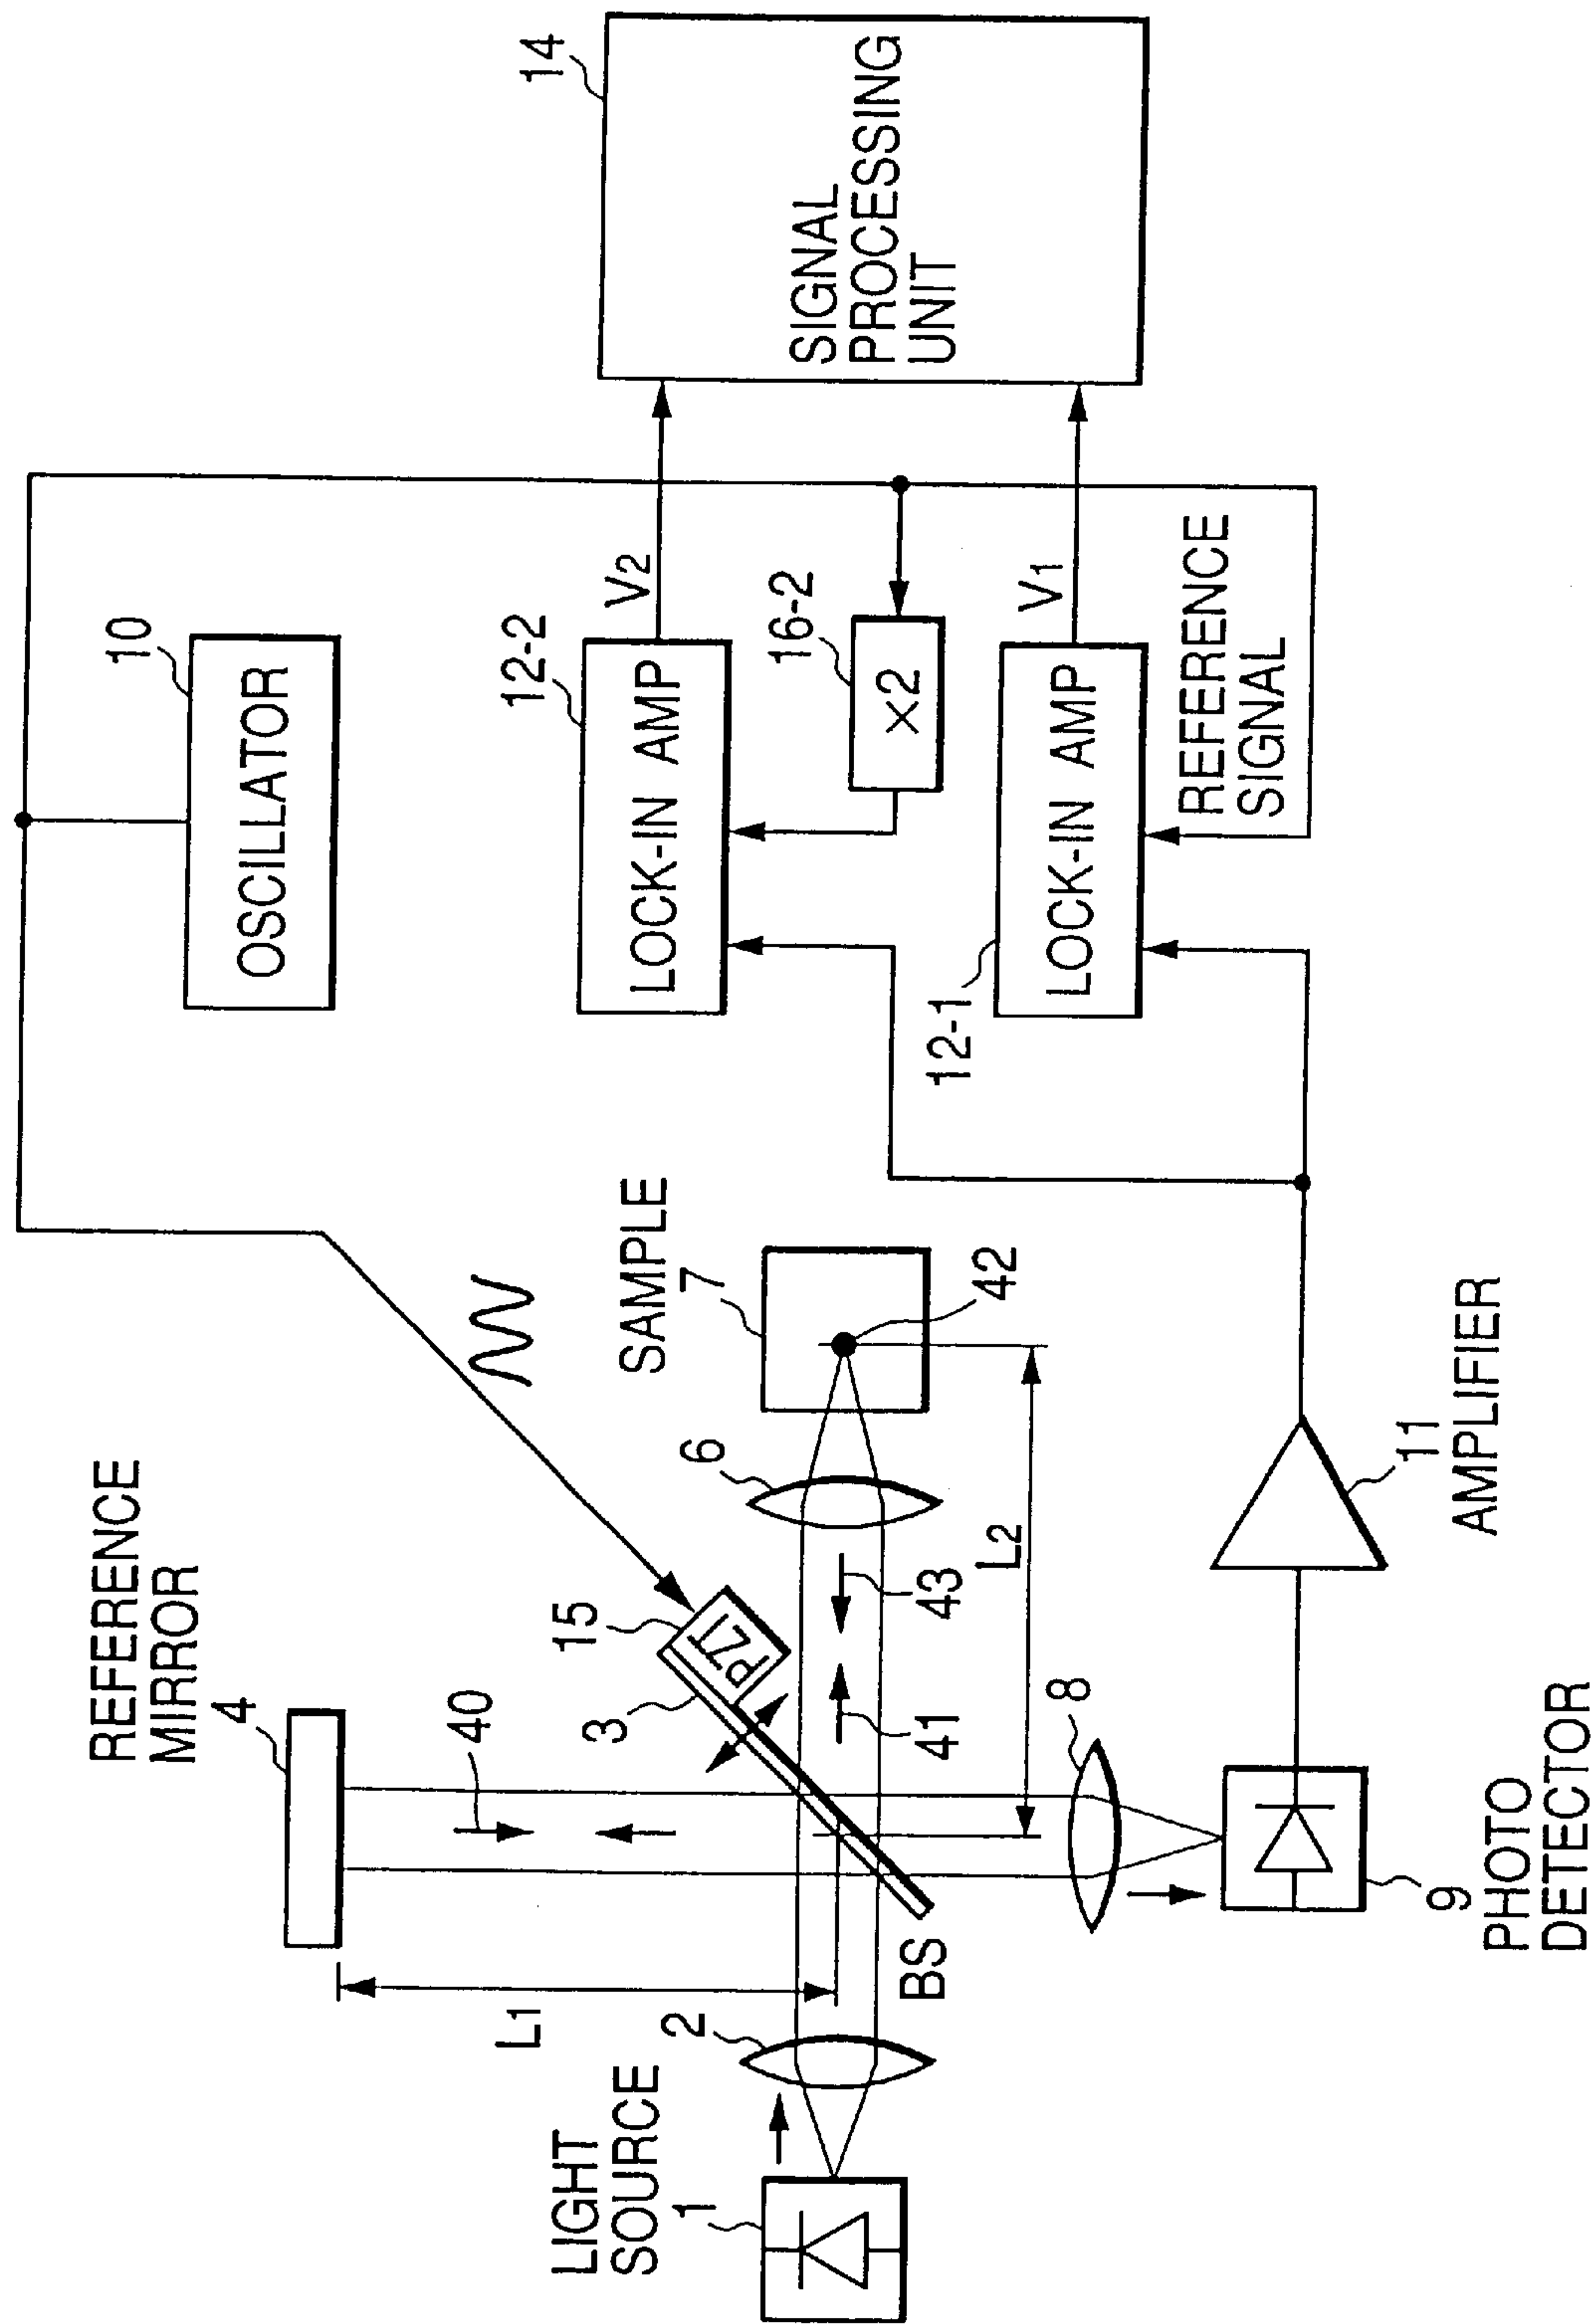 REFERENCE
MIRROR
4
40
L1
LIGHT
SOURCE
1
2
BS
3
15
PZT
41
43
L2
6
SAMPLE
7
42
8
9
PHOTO
DETECTOR
11
AMPLIFIER
10
OSCILLATOR
12-2
LOCK-IN AMP
V2
16-2
×2
12-1
LOCK-IN AMP
V1
REFERENCE
SIGNAL
14
SIGNAL
PROCESSING
UNIT